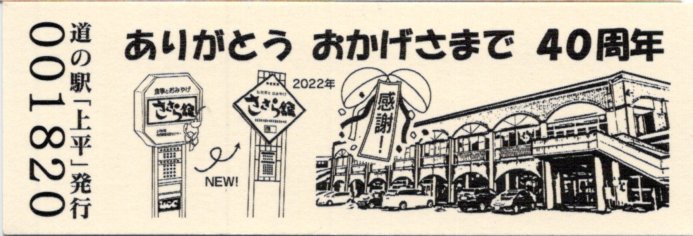 ありがとう おかげさまで 40周年
道の駅「上平」発行
001820
食事とおみやげ
ささら館
NEW!
ささら館
2022年
感謝!